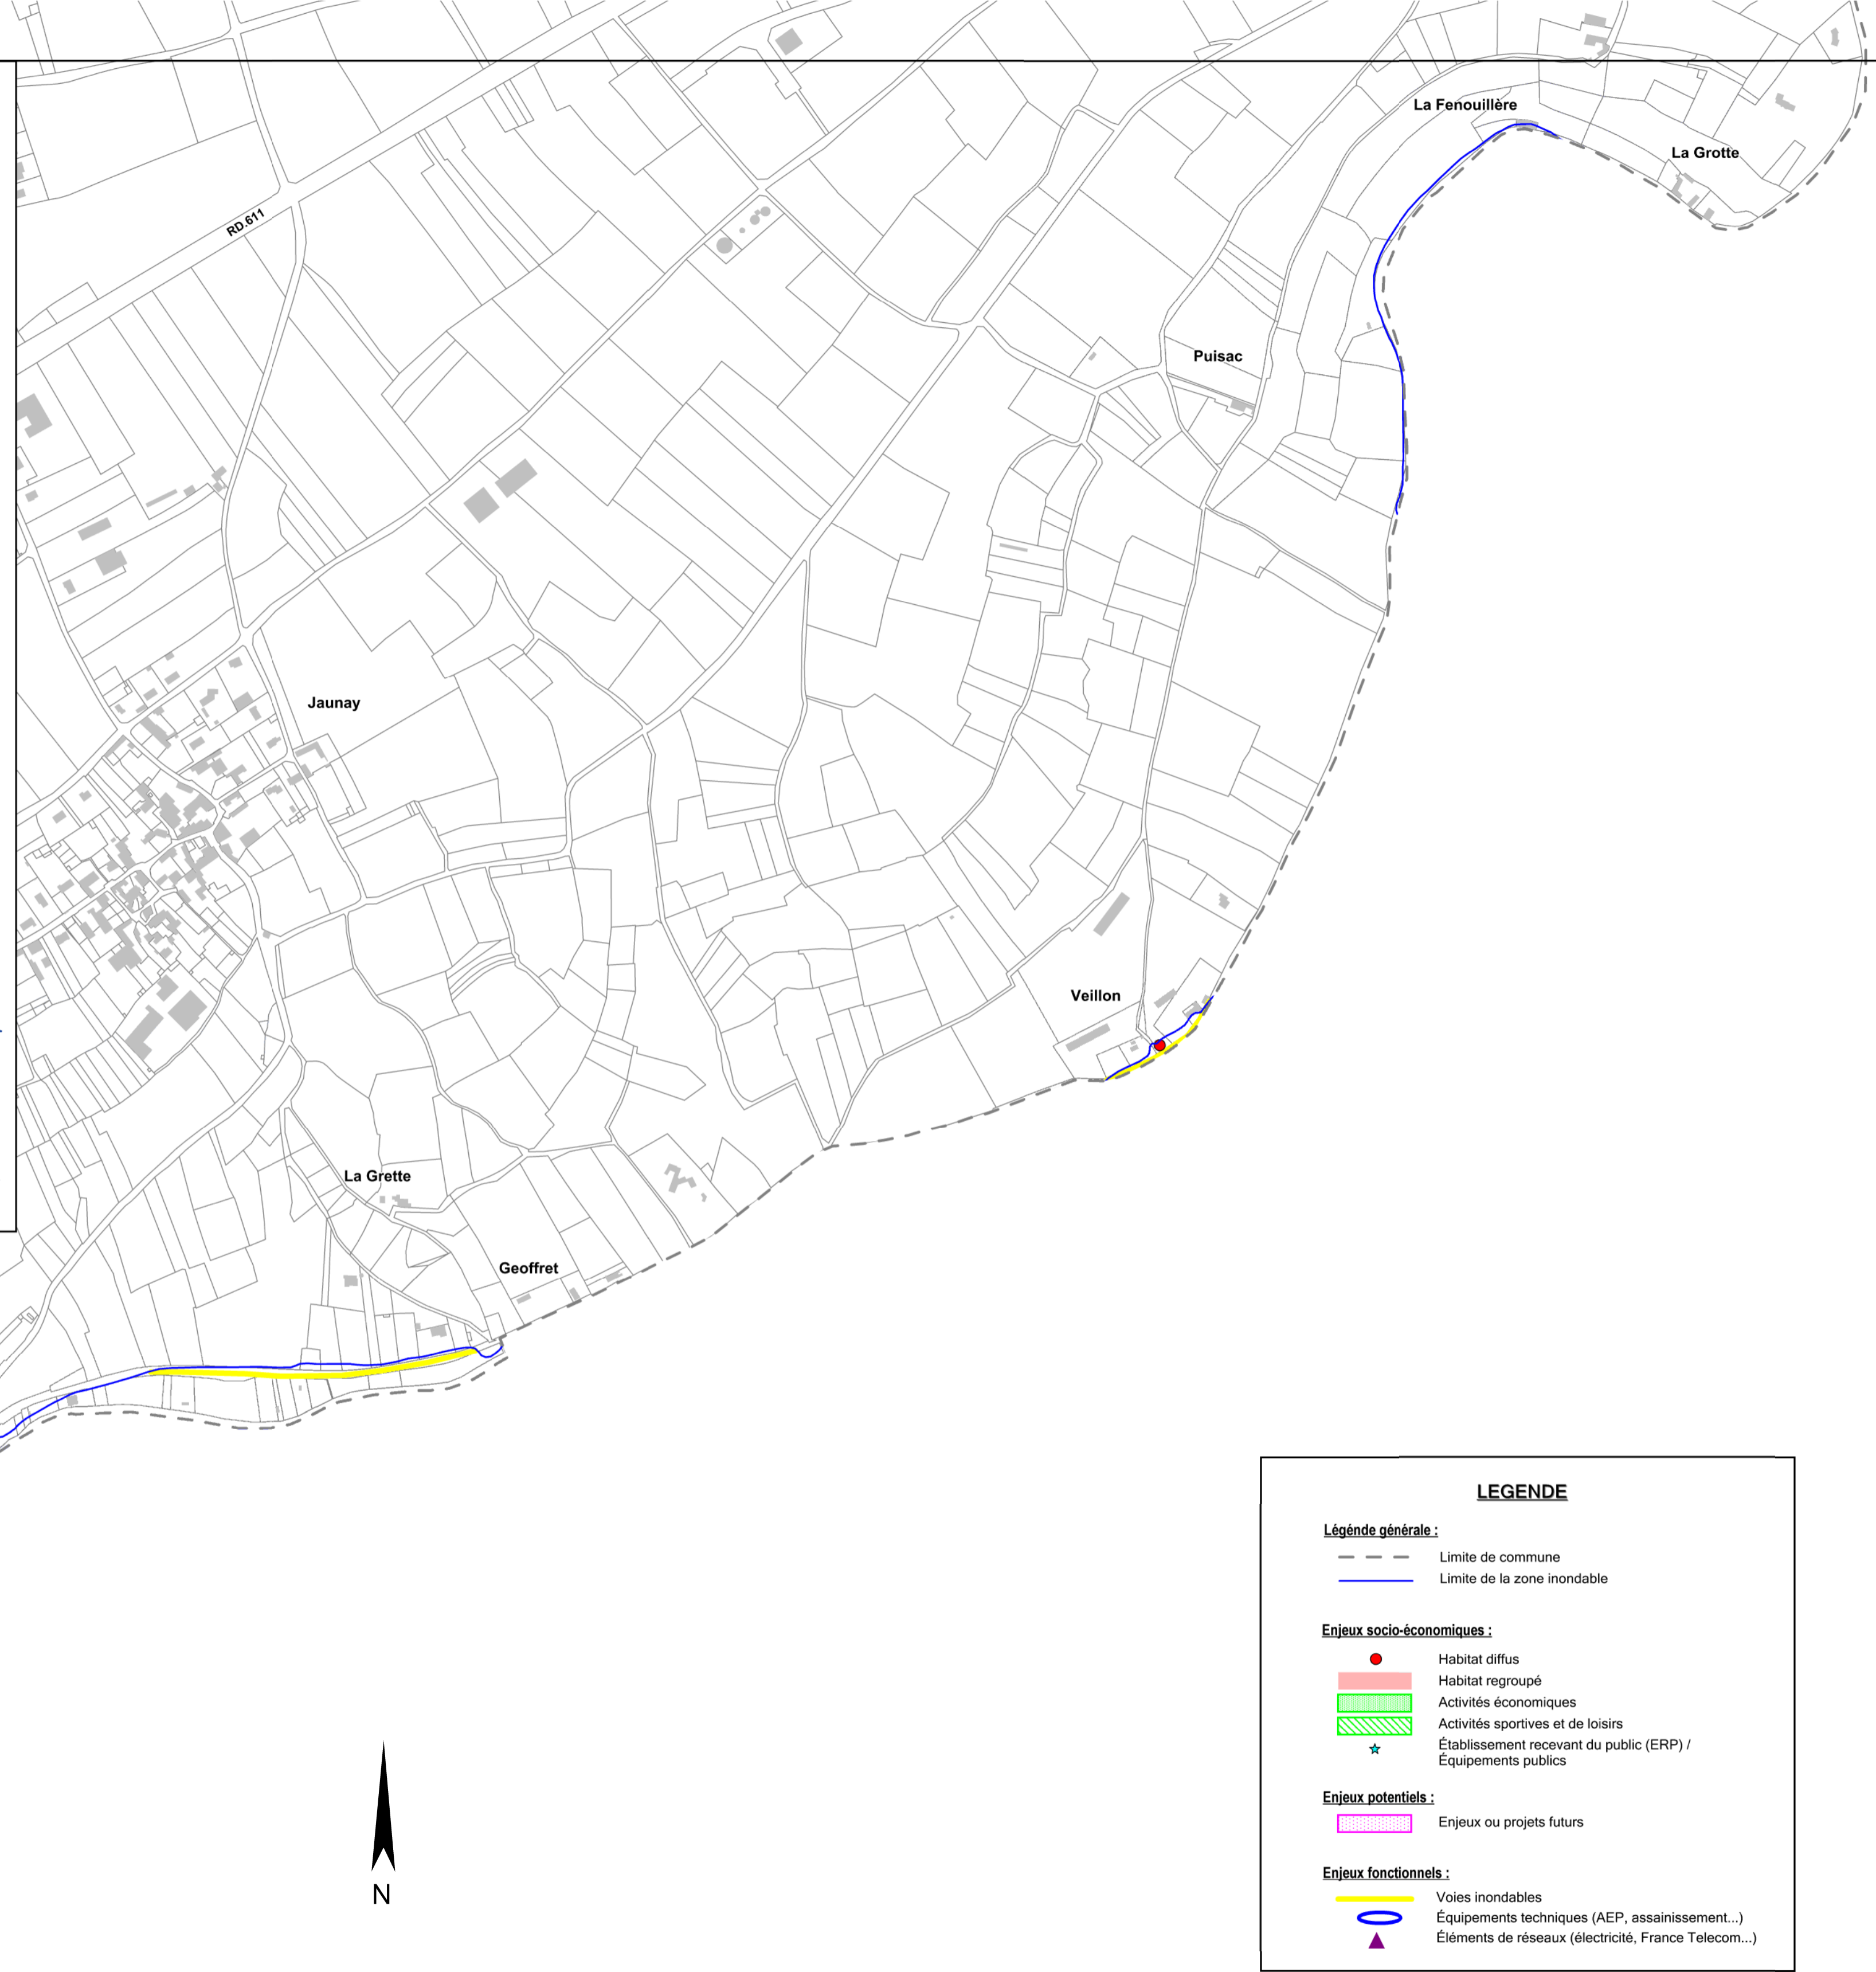 La Fenouillère
La Grotte
RD.611
Puisac
Jaunay
Veillon
La Grette
Geoffret
N
LEGENDE
Légénde générale :
Limite de commune
Limite de la zone inondable
Enjeux socio-économiques :
Habitat diffus
Habitat regroupé
Activités économiques
Activités sportives et de loisirs
Établissement recevant du public (ERP) /
Équipements publics
Enjeux potentiels :
Enjeux ou projets futurs
Enjeux fonctionnels :
Voies inondables
Équipements techniques (AEP, assainissement...)
Éléments de réseaux (électricité, France Telecom...)